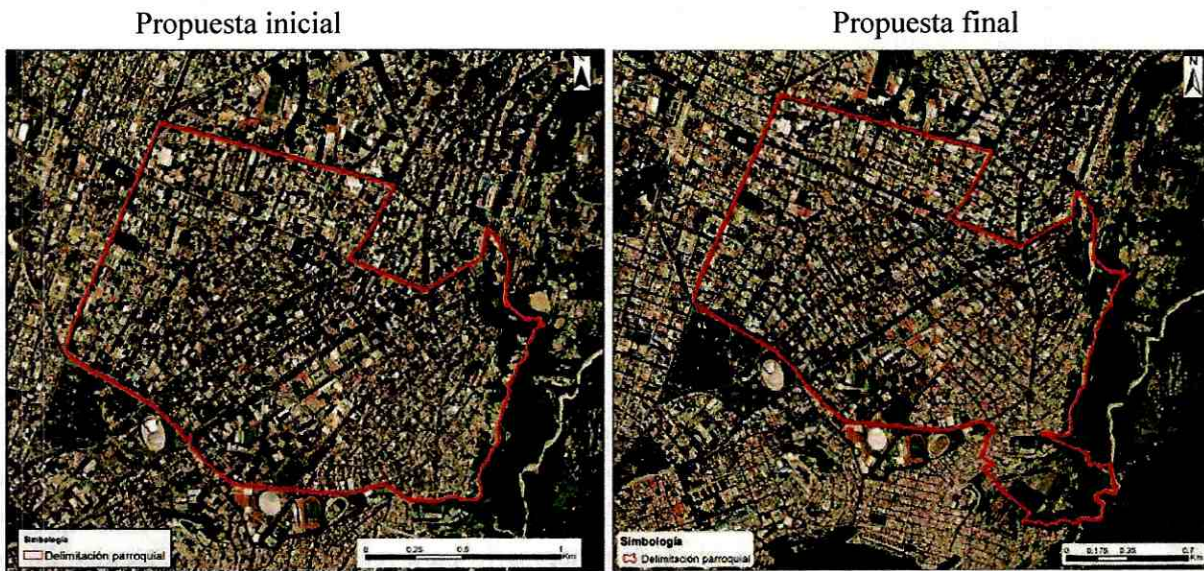 Propuesta inicial
Propuesta final
N
N
Simbología
Delimitación parroquial
0 0.25 0.5 1
Km
Simbología
Delimitación parroquial
0 0.175 0.35 0.7
Km